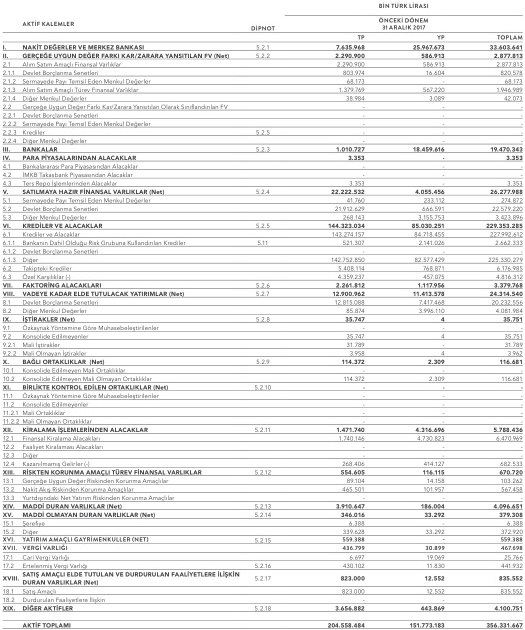 BİN TÜRK LİRASI
ÖNCEKİ DÖNEM
31 ARALIK 2017
AKTİF KALEMLER DİPNOT TP YP TOPLAM
I. NAKİT DEĞERLER VE MERKEZ BANKASI 5.2.1 7.635.968 25.967.673 33.603.641
II. GERÇEĞE UYGUN DEĞER FARKI KAR/ZARARA YANSITILAN FV (Net) 5.2.2 2.290.900 586.913 2.877.813
2.1 Alım Satım Amaçlı Finansal Varlıklar 2.290.900 586.913 2.877.813
2.1.1 Devlet Borçlanma Senetleri 803.974 16.604 820.578
2.1.2 Sermayede Payı Temsil Eden Menkul Değerler 68.173 - 68.173
2.1.3 Alım Satım Amaçlı Türev Finansal Varlıklar 1.379.769 567.220 1.946.989
2.1.4 Diğer Menkul Değerler 38.984 3.089 42.073
2.2 Gerçeğe Uygun Değer Farkı Kar/Zarara Yansıtılan Olarak Sınıflandırılan FV - - -
2.2.1 Devlet Borçlanma Senetleri - - -
2.2.2 Sermayede Payı Temsil Eden Menkul Değerler - - -
2.2.3 Krediler 5.2.5 - - -
2.2.4 Diğer Menkul Değerler - - -
III. BANKALAR 5.2.3 1.010.727 18.459.616 19.470.343
IV. PARA PİYASALARINDAN ALACAKLAR 3.353 - 3.353
4.1 Bankalararası Para Piyasasından Alacaklar - - -
4.2 İMKB Takasbank Piyasasından Alacaklar - - -
4.3 Ters Repo İşlemlerinden Alacaklar 3.353 - 3.353
V. SATILMAYA HAZIR FİNANSAL VARLIKLAR (Net) 5.2.4 22.222.532 4.055.456 26.277.988
5.1 Sermayede Payı Temsil Eden Menkul Değerler 41.760 233.112 274.872
5.2 Devlet Borçlanma Senetleri 21.912.629 666.591 22.579.220
5.3 Diğer Menkul Değerler 268.143 3.155.753 3.423.896
VI. KREDİLER VE ALACAKLAR 5.2.5 144.323.034 85.030.251 229.353.285
6.1 Krediler ve Alacaklar 143.274.157 84.718.455 227.992.612
6.1.1 Bankanın Dahil Olduğu Risk Grubuna Kullandırılan Krediler 5.11 521.307 2.141.026 2.662.333
6.1.2 Devlet Borçlanma Senetleri - - -
6.1.3 Diğer 142.752.850 82.577.429 225.330.279
6.2 Takipteki Krediler 5.408.114 768.871 6.176.985
6.3 Özel Karşılıklar (-) 4.359.237 457.075 4.816.312
VII. FAKTORİNG ALACAKLARI 5.2.6 2.261.812 1.117.956 3.379.768
VIII. VADEYE KADAR ELDE TUTULACAK YATIRIMLAR (Net) 5.2.7 12.900.962 11.413.578 24.314.540
8.1 Devlet Borçlanma Senetleri 12.815.088 7.417.468 20.232.556
8.2 Diğer Menkul Değerler 85.874 3.996.110 4.081.984
IX. İŞTİRAKLER (Net) 5.2.8 35.747 4 35.751
9.1 Özkaynak Yöntemine Göre Muhasebeleştirilenler - - -
9.2 Konsolide Edilmeyenler 35.747 4 35.751
9.2.1 Mali İştirakler 31.789 - 31.789
9.2.2 Mali Olmayan İştirakler 3.958 4 3.962
X. BAĞLI ORTAKLIKLAR (Net) 5.2.9 114.372 2.309 116.681
10.1 Konsolide Edilmeyen Mali Ortaklıklar - - -
10.2 Konsolide Edilmeyen Mali Olmayan Ortaklıklar 114.372 2.309 116.681
XI. BİRLİKTE KONTROL EDİLEN ORTAKLIKLAR (Net) 5.2.10 - - -
11.1 Özkaynak Yöntemine Göre Muhasebeleştirilenler - - -
11.2 Konsolide Edilmeyenler - - -
11.2.1 Mali Ortaklıklar - - -
11.2.2 Mali Olmayan Ortaklıklar - - -
XII. KİRALAMA İŞLEMLERİNDEN ALACAKLAR 5.2.11 1.471.740 4.316.696 5.788.436
12.1 Finansal Kiralama Alacakları 1.740.146 4.730.823 6.470.969
12.2 Faaliyet Kiralaması Alacakları - - -
12.3 Diğer - - -
12.4 Kazanılmamış Gelirler (-) 268.406 414.127 682.533
XIII. RİSKTEN KORUNMA AMAÇLI TÜREV FİNANSAL VARLIKLAR 5.2.12 554.605 116.115 670.720
13.1 Gerçeğe Uygun Değer Riskinden Korunma Amaçlılar 89.104 14.158 103.262
13.2 Nakit Akış Riskinden Korunma Amaçlılar 465.501 101.957 567.458
13.3 Yurtdışındaki Net Yatırım Riskinden Korunma Amaçlılar - - -
XIV. MADDİ DURAN VARLIKLAR (Net) 5.2.13 3.910.647 186.004 4.096.651
XV. MADDİ OLMAYAN DURAN VARLIKLAR (Net) 5.2.14 346.016 33.292 379.308
15.1 Şerefiye 6.388 - 6.388
15.2 Diğer 339.628 33.292 372.920
XVI. YATIRIM AMAÇLI GAYRİMENKULLER (NET) 5.2.15 559.388 - 559.388
XVII. VERGİ VARLIĞI 436.799 30.899 467.698
17.1 Cari Vergi Varlığı 6.697 19.069 25.766
17.2 Ertelenmiş Vergi Varlığı 5.2.16 430.102 11.830 441.932
XVIII. SATIŞ AMAÇLI ELDE TUTULAN VE DURDURULAN FAALİYETLERE İLİŞKİN
DURAN VARLIKLAR (Net) 5.2.17 823.000 12.552 835.552
18.1 Satış Amaçlı 823.000 12.552 835.552
18.2 Durdurulan Faaliyetlere İlişkin - - -
XIX. DİĞER AKTİFLER 5.2.18 3.656.882 443.869 4.100.751
AKTİF TOPLAMI 204.558.484 151.773.183 356.331.667